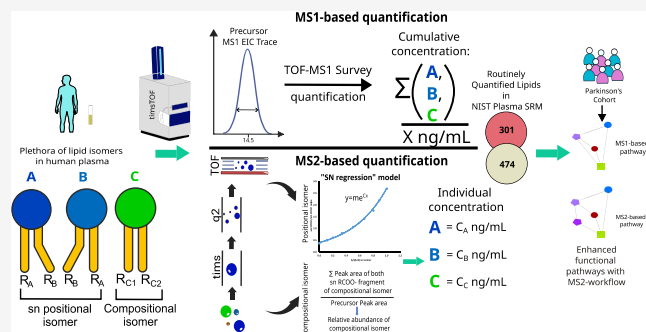 MS1-based quantification
Precursor
MS1 EIC Trace
14.5
timsTOF
TOF-MS1 Survey
quantification
Cumulative
concentration:
Σ
A,
B,
C
X ng/mL
Routinely
Quantified Lipids
in
NIST Plasma SRM
301
474
Parkinson's
Cohort
MS1-based
pathway
MS2-based
pathway
Enhanced
functional
pathways with
MS2-workflow
Plethora of lipid isomers
in human plasma
A B C
RA RB RB RA RC1 RC2
sn positional
isomer
Compositional
isomer
MS2-based quantification
TOF
q2
tims
"SN regression" model
y=me^Cx
Positional isomer
compositional isomer
Σ Peak area of both
sn RCOO- fragment
of compositional isomer
Precursor Peak area
Relative abundance of
compositional isomer
Individual
concentration
A = CA ng/mL
B = CB ng/mL
C = CC ng/mL